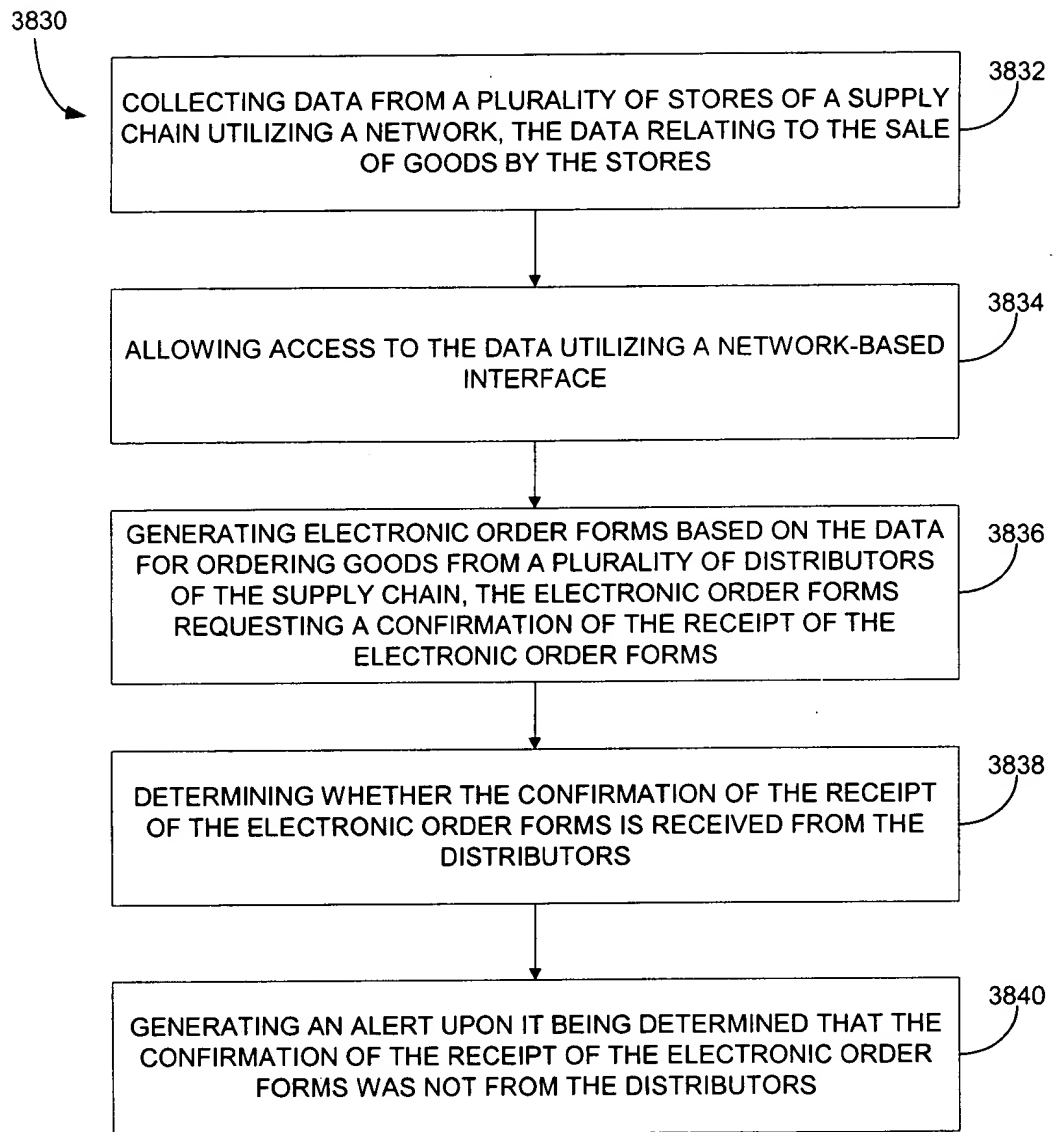 3830
3832
COLLECTING DATA FROM A PLURALITY OF STORES OF A SUPPLY
CHAIN UTILIZING A NETWORK, THE DATA RELATING TO THE SALE
OF GOODS BY THE STORES
3834
ALLOWING ACCESS TO THE DATA UTILIZING A NETWORK-BASED
INTERFACE
3836
GENERATING ELECTRONIC ORDER FORMS BASED ON THE DATA
FOR ORDERING GOODS FROM A PLURALITY OF DISTRIBUTORS
OF THE SUPPLY CHAIN, THE ELECTRONIC ORDER FORMS
REQUESTING A CONFIRMATION OF THE RECEIPT OF THE
ELECTRONIC ORDER FORMS
3838
DETERMINING WHETHER THE CONFIRMATION OF THE RECEIPT
OF THE ELECTRONIC ORDER FORMS IS RECEIVED FROM THE
DISTRIBUTORS
3840
GENERATING AN ALERT UPON IT BEING DETERMINED THAT THE
CONFIRMATION OF THE RECEIPT OF THE ELECTRONIC ORDER
FORMS WAS NOT FROM THE DISTRIBUTORS